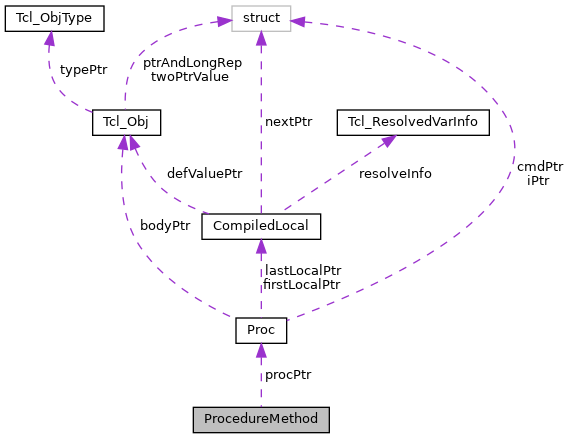 Tcl_ObjType
struct
typePtr
ptrAndLongRep
twoPtrValue
Tcl_Obj
nextPtr
Tcl_ResolvedVarInfo
defValuePtr
resolveInfo
cmdPtr
iPtr
bodyPtr
CompiledLocal
lastLocalPtr
firstLocalPtr
Proc
procPtr
ProcedureMethod